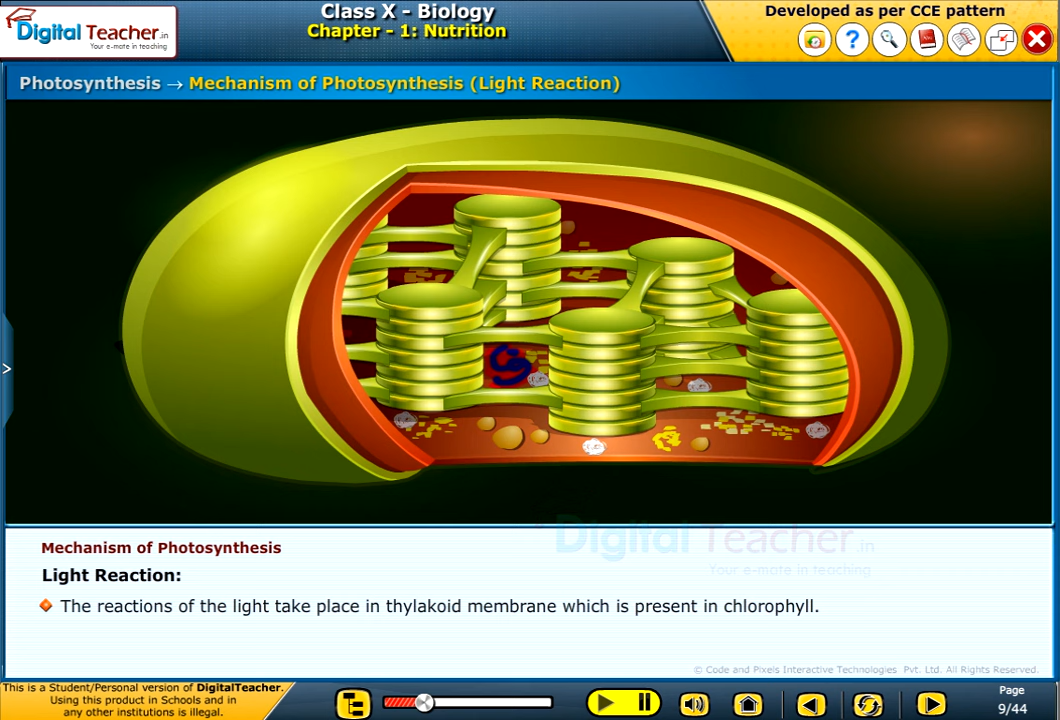 Digital Teacher.in
Your e-mate in teaching
Class X - Biology
Chapter - 1: Nutrition
Developed as per CCE pattern
Photosynthesis → Mechanism of Photosynthesis (Light Reaction)
>
Mechanism of Photosynthesis
Digital Teacher.in
Your e-mate in teaching
Light Reaction:
The reactions of the light take place in thylakoid membrane which is present in chlorophyll.
© Code and Pixels Interactive Technologies. Pvt. Ltd. All Rights Reserved.
This is a Student/Personal version of DigitalTeacher.
Using this product in Schools and in
any other institutions is illegal.
Page
9/44